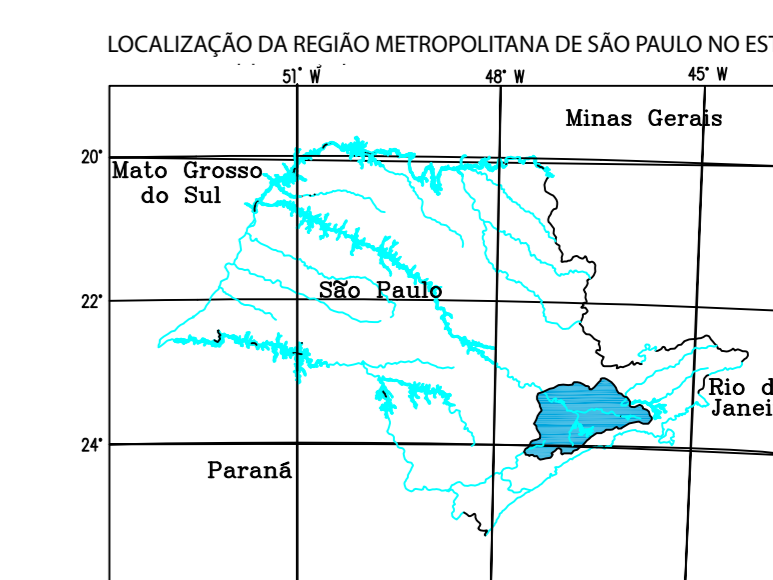 LOCALIZAÇÃO DA REGIÃO METROPOLITANA DE SÃO PAULO NO EST
51° W
48° W
45° W
Minas Gerais
20°
Mato Grosso
do Sul
São Paulo
22°
Rio d
Janei
24°
Paraná